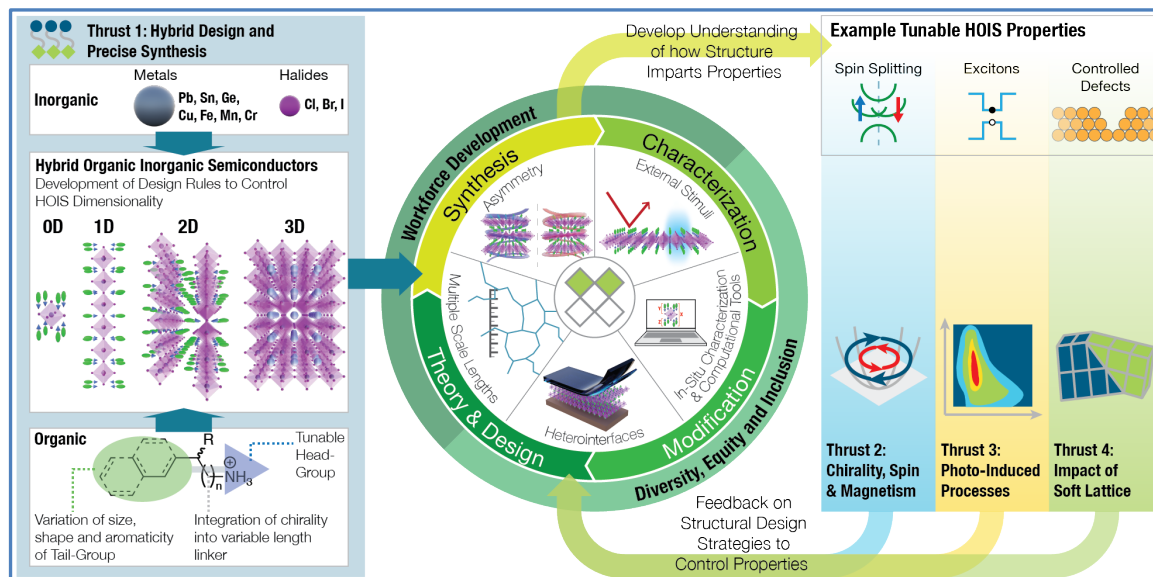 Thrust 1: Hybrid Design and
Precise Synthesis
Inorganic
Metals
Pb, Sn, Ge,
Cu, Fe, Mn, Cr
Halides
Cl, Br, I
Hybrid Organic Inorganic Semiconductors
Development of Design Rules to Control
HOIS Dimensionality
0D
1D
2D
3D
Organic
R
( )n
⊕
NH3
Tunable
Head-
Group
Variation of size,
shape and aromaticity
of Tail-Group
Integration of chirality
into variable length
linker
Develop Understanding
of how Structure
Imparts Properties
Workforce Development
Diversity, Equity and Inclusion
Synthesis
Characterization
Modification
Theory & Design
Asymmetry
External Stimuli
In-Situ Characterization
& Computational Tools
Heterointerfaces
Multiple Scale Lengths
Feedback on
Structural Design
Strategies to
Control Properties
Example Tunable HOIS Properties
Spin Splitting
Excitons
Controlled
Defects
Thrust 2:
Chirality, Spin
& Magnetism
Thrust 3:
Photo-Induced
Processes
Thrust 4:
Impact of
Soft Lattice